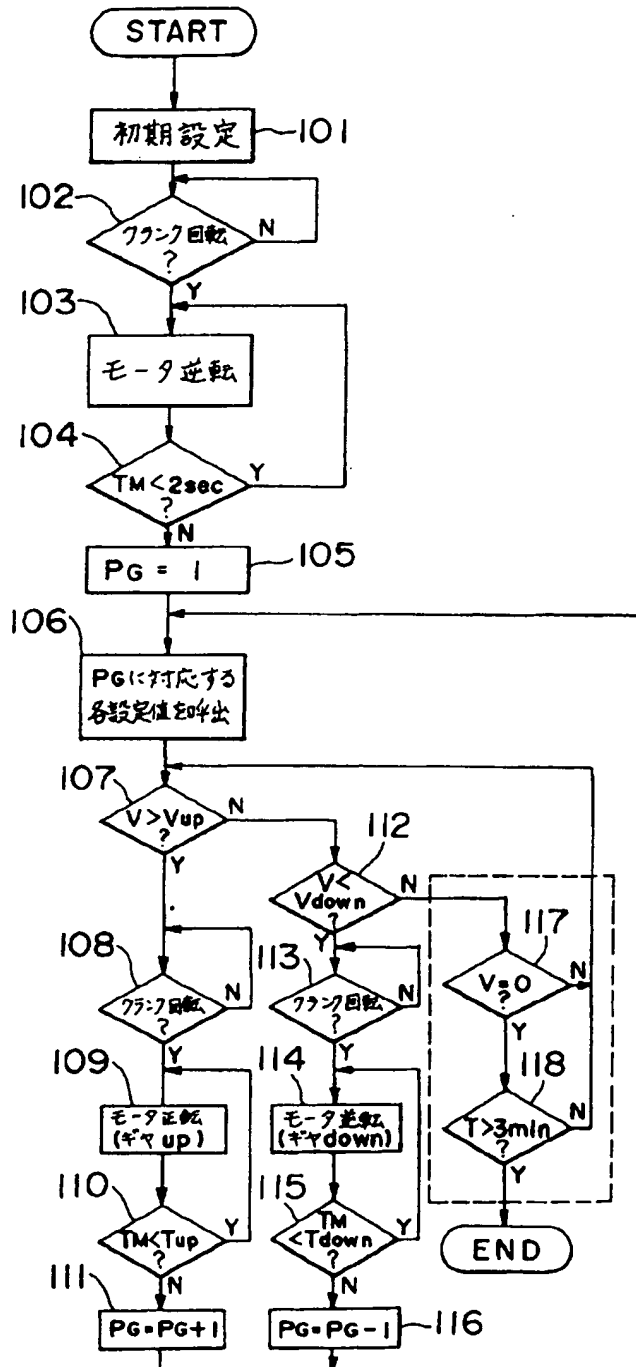 START
初期設定
101
102
クランク回転
?
N
Y
103
モータ逆転
104
TM<2sec
?
Y
N
PG = 1
105
106
PGに対応する
各設定値を呼出
107
V>Vup
?
N
Y
112
V<
Vdown
?
N
Y
117
V=0
?
N
Y
108
クランク回転
?
N
Y
113
クランク回転
?
N
Y
118
T>3min
?
N
Y
END
109
モータ正転
(ギヤup)
114
モータ逆転
(ギヤdown)
110
TM<Tup
?
Y
N
115
TM
<Tdown
?
Y
N
111
PG=PG+1
PG=PG-1
116